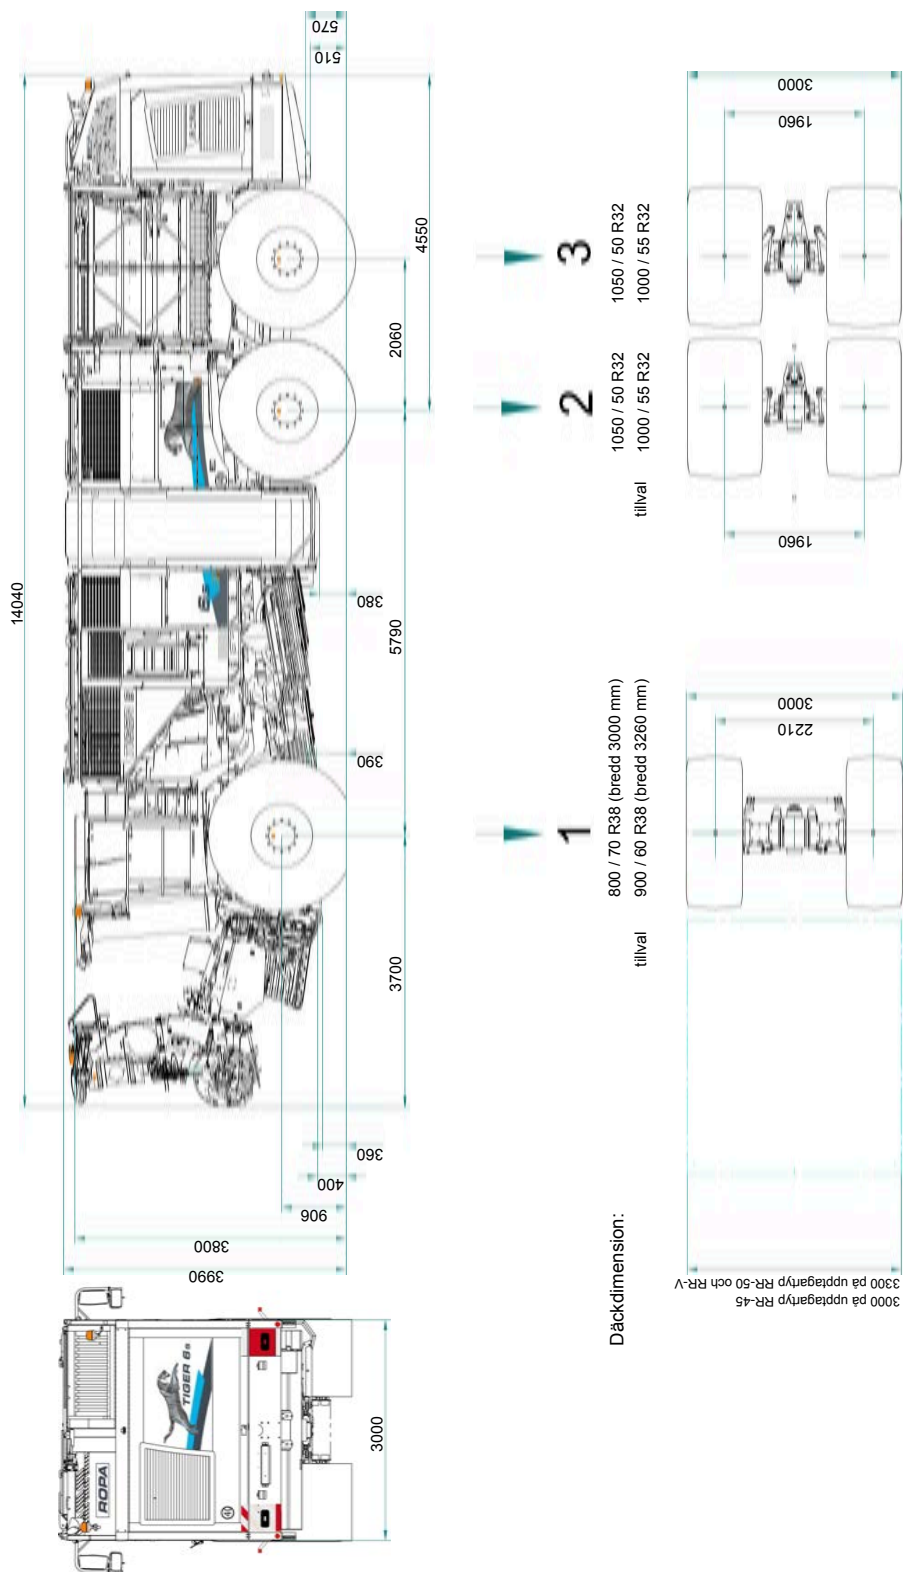 14040
570
510
4550
2060
5790
3700
380
390
360
400
906
3800
3990
ROPA
TIGER 6S
3000
Däckdimension:
1
800 / 70 R38 (bredd 3000 mm)
tillval 900 / 60 R38 (bredd 3260 mm)
2
1050 / 50 R32
tillval 1000 / 55 R32
3
1050 / 50 R32
1000 / 55 R32
3000
1960
1960
3000
2210
3000 på upptagartyp RR-45
3300 på upptagartyp RR-50 och RR-V